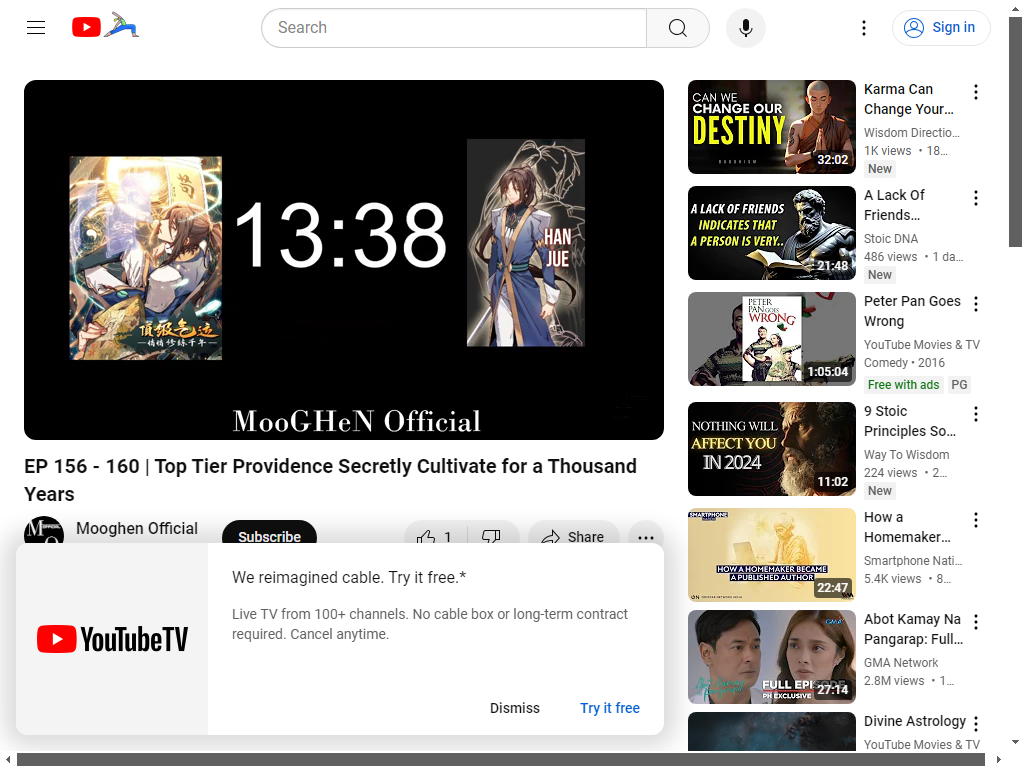 Search
Sign in
頂級气运
悄悄修練千年
13:38
HAN
JUE
MooGHeN Official
EP 156 - 160 | Top Tier Providence Secretly Cultivate for a Thousand
Years
Mooghen Official
Subscribe
1
Share
We reimagined cable. Try it free.*
Live TV from 100+ channels. No cable box or long-term contract
required. Cancel anytime.
YouTubeTV
Dismiss
Try it free
CAN WE
CHANGE OUR
DESTINY
BUDDHISM
32:02
Karma Can
Change Your...
Wisdom Directio...
1K views • 18...
New
A LACK OF FRIENDS
INDICATES THAT
A PERSON IS VERY..
21:48
A Lack Of
Friends...
Stoic DNA
486 views • 1 da...
New
PETER
PAN GOES
WRONG
1:05:04
Peter Pan Goes
Wrong
YouTube Movies & TV
Comedy • 2016
Free with ads
PG
NOTHING WILL
AFFECT YOU
IN 2024
11:02
9 Stoic
Principles So...
Way To Wisdom
224 views • 2...
New
SMARTPHONE
HOW A HOMEMAKER BECAME
A PUBLISHED AUTHOR
22:47
How a
Homemaker...
Smartphone Nati...
5.4K views • 8...
GMA
FULL EPISODE
PH EXCLUSIVE
27:14
Abot Kamay Na
Pangarap: Full...
GMA Network
2.8M views • 1...
Divine Astrology
YouTube Movies & TV